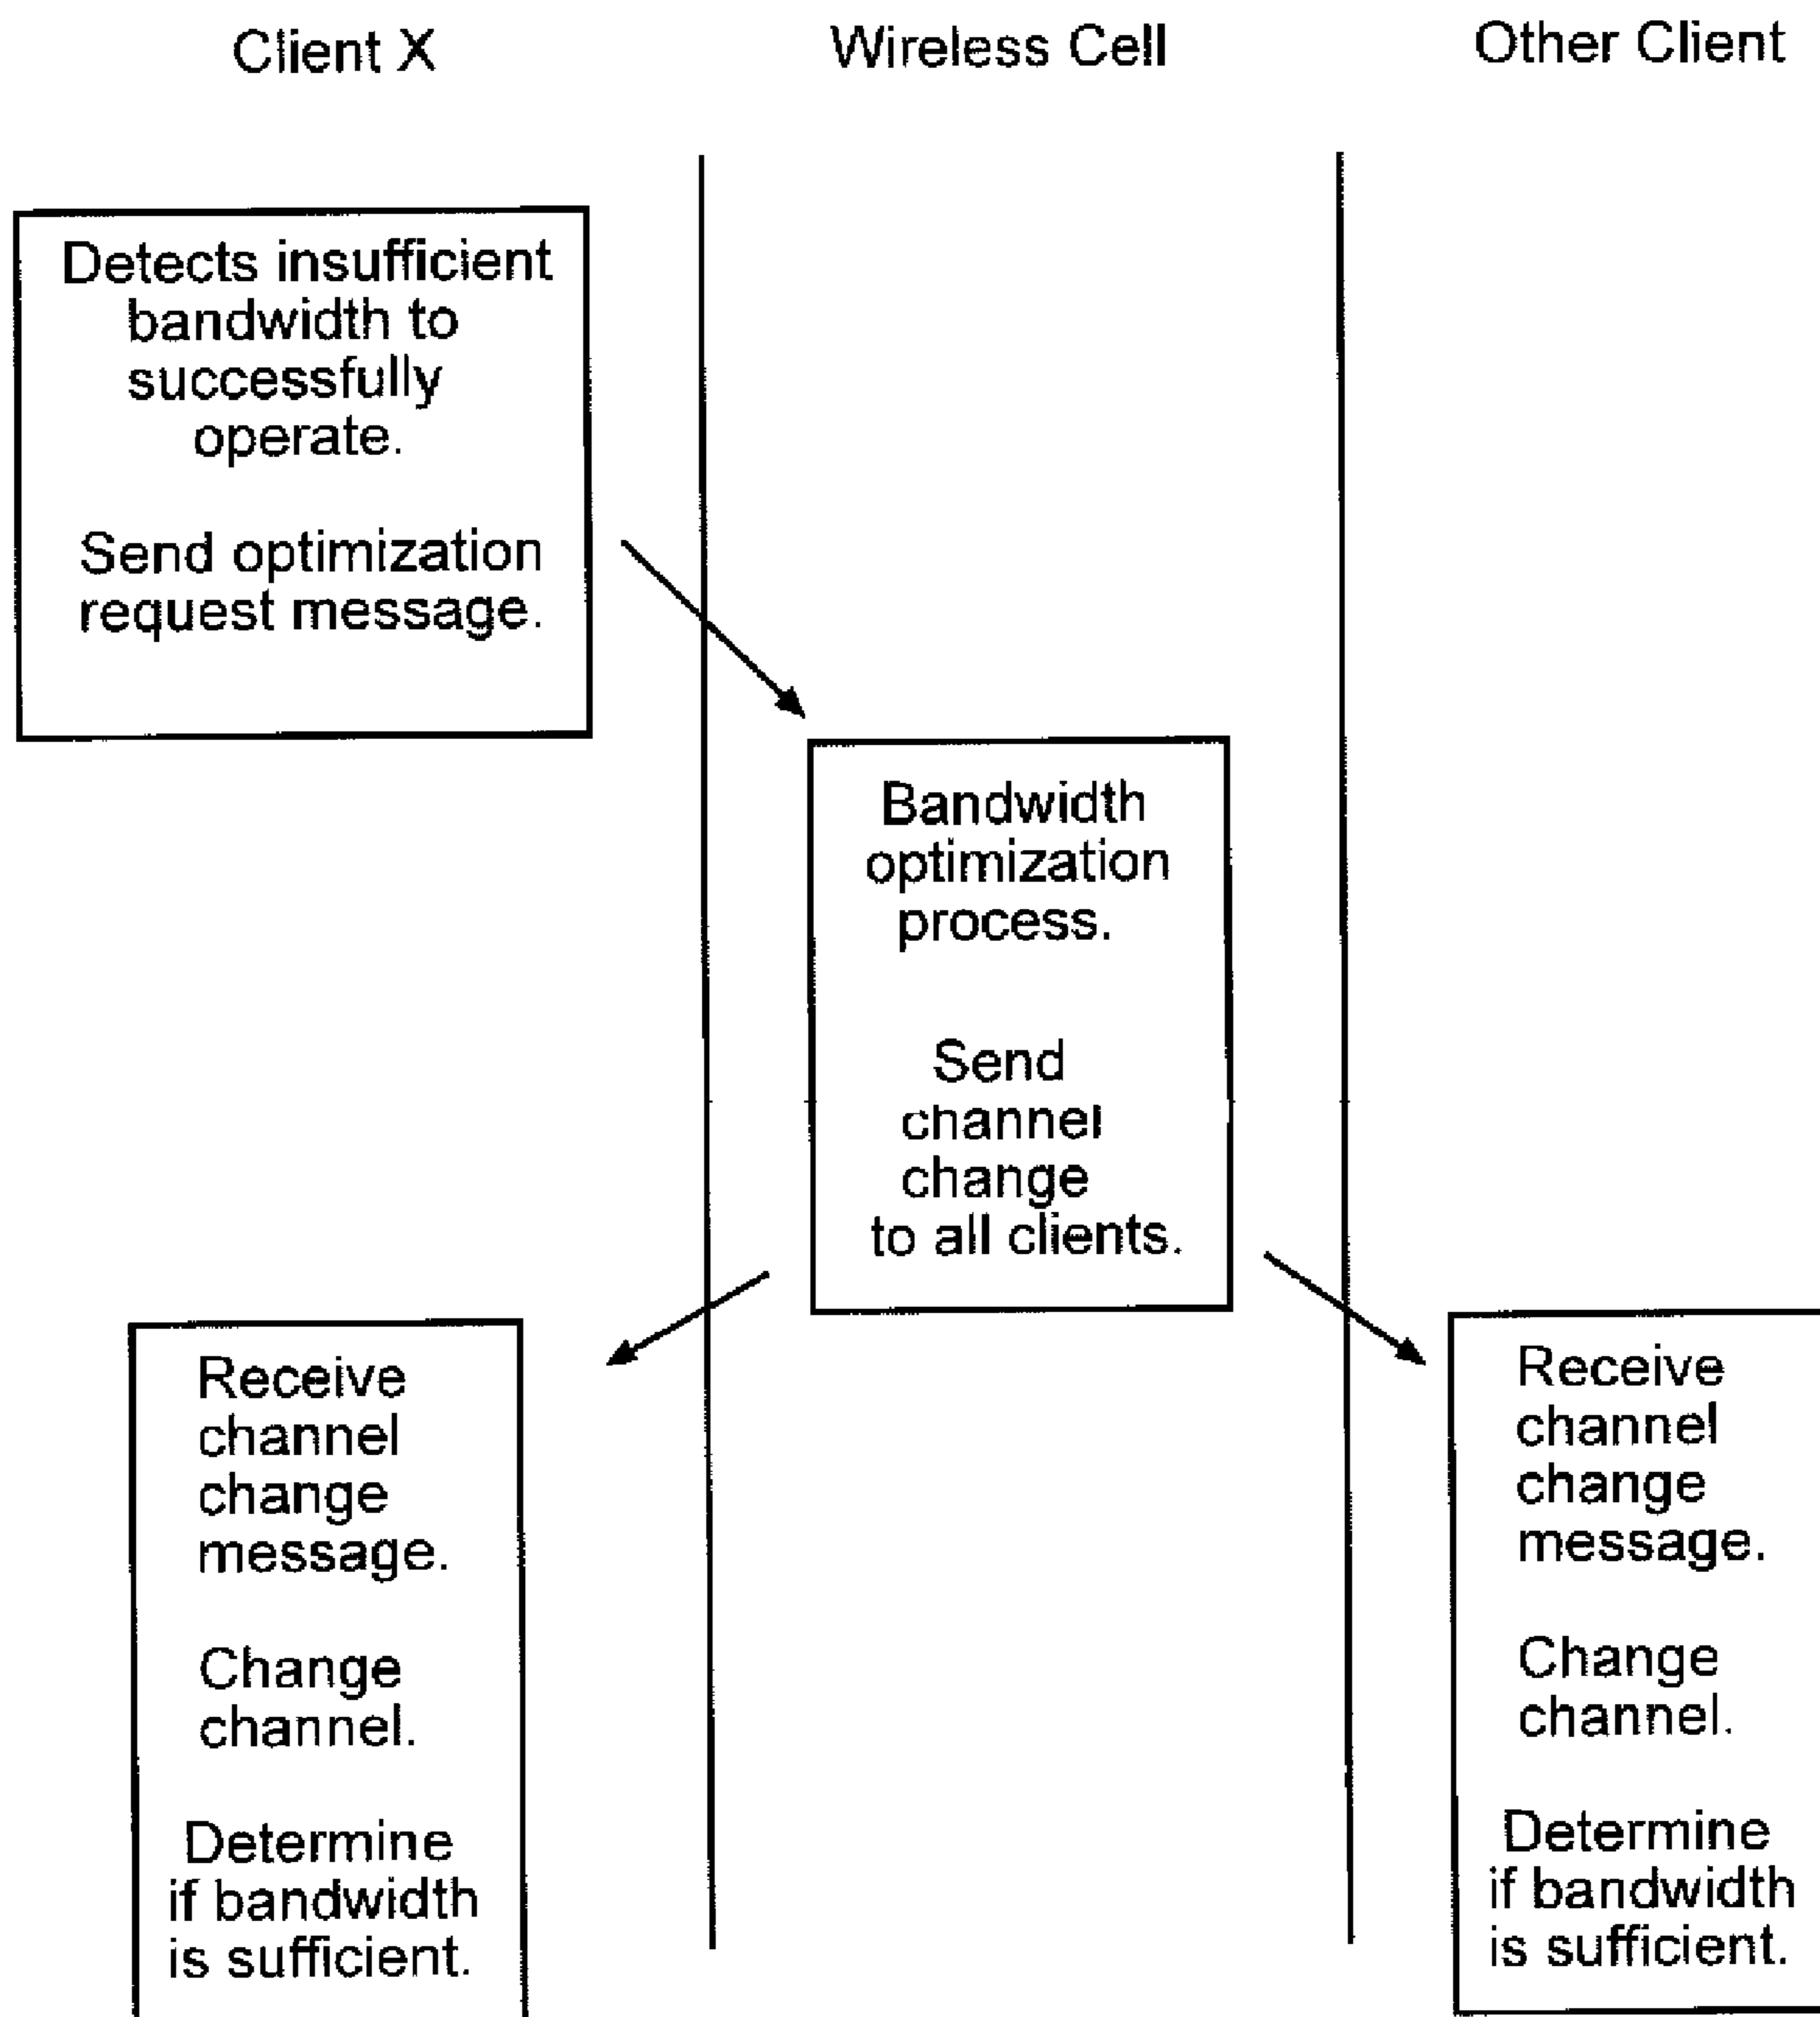 Client X
Wireless Cell
Other Client
Detects insufficient
bandwidth to
successfully
operate.
Send optimization
request message.
Bandwidth
optimization
process.
Send
channel
change
to all clients.
Receive
channel
change
message.
Change
channel.
Determine
if bandwidth
is sufficient.
Receive
channel
change
message.
Change
channel.
Determine
if bandwidth
is sufficient.